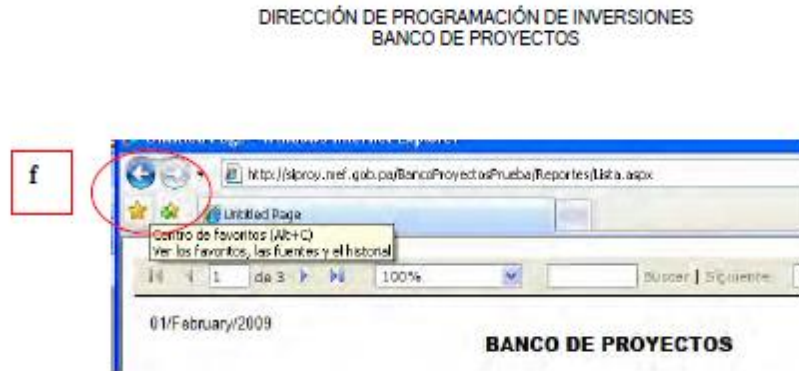 DIRECCIÓN DE PROGRAMACIÓN DE INVERSIONES
BANCO DE PROYECTOS
f
http://siproy.mef.gob.pa/BancoProyectosPrueba/Reportes/Lista.aspx
Untitled Page
Centro de favoritos (Alt+C)
Ver los favoritos, las fuentes y el historial
1 de 3 100% Buscar | Siguiente
01/February/2009
BANCO DE PROYECTOS